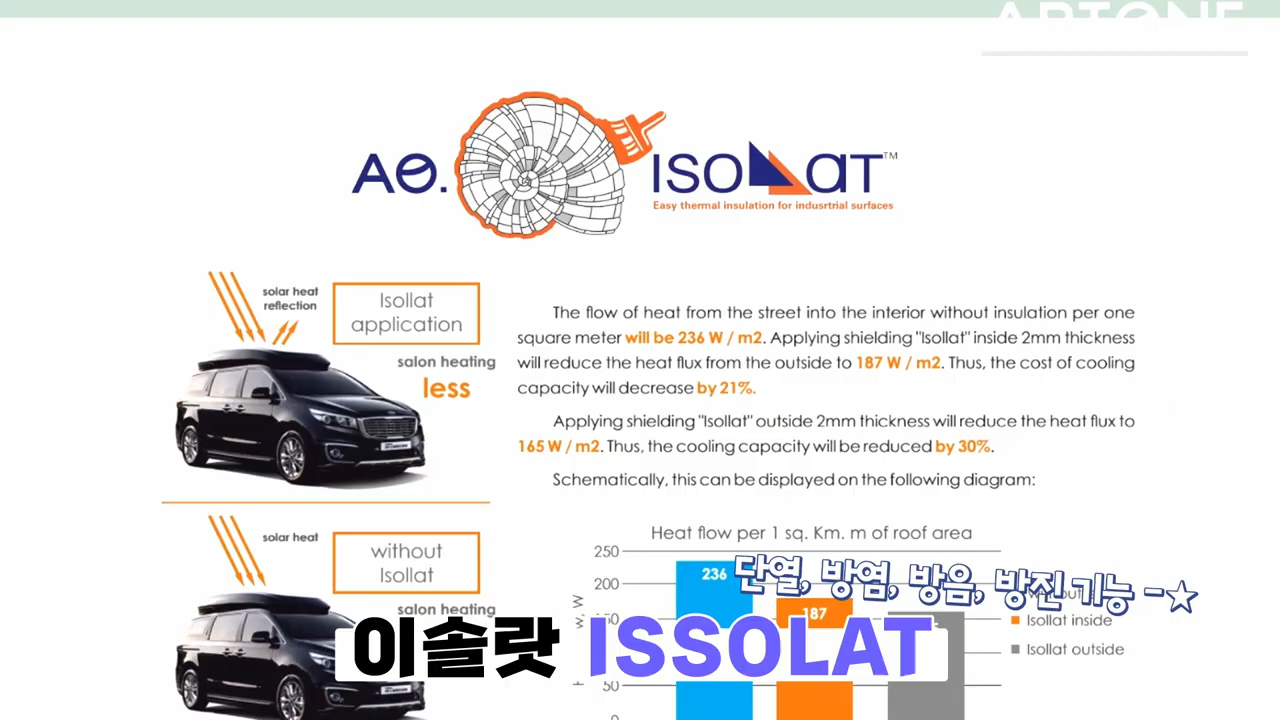 ARTONE
AΘ.
ISOLLAT™
Easy thermal insulation for indusrtrial surfaces
solar heat
reflection
Isollat
application
salon heating
less
The flow of heat from the street into the interior without insulation per one
square meter will be 236 W / m2. Applying shielding "Isollat" inside 2mm thickness
will reduce the heat flux from the outside to 187 W / m2. Thus, the cost of cooling
capacity will decrease by 21%.
Applying shielding "Isollat" outside 2mm thickness will reduce the heat flux to
165 W / m2. Thus, the cooling capacity will be reduced by 30%.
Schematically, this can be displayed on the following diagram:
solar heat
without
Isollat
salon heating
Heat flow per 1 sq. Km. m of roof area
250
200
50
0
236
187
단열, 방염, 방음, 방진 기능 -☆
Isollat inside
Isollat outside
이솔랏 ISSOLAT